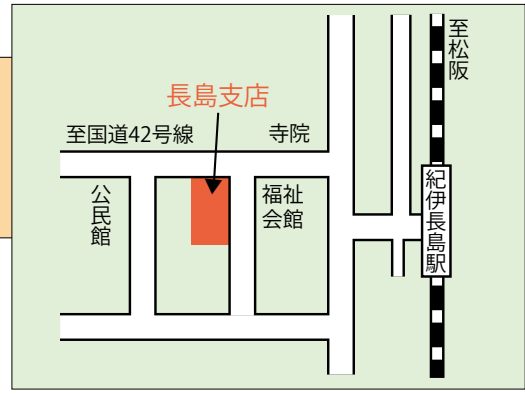 至松阪
長島支店
至国道42号線
寺院
公民館
福祉
会館
紀伊長島駅